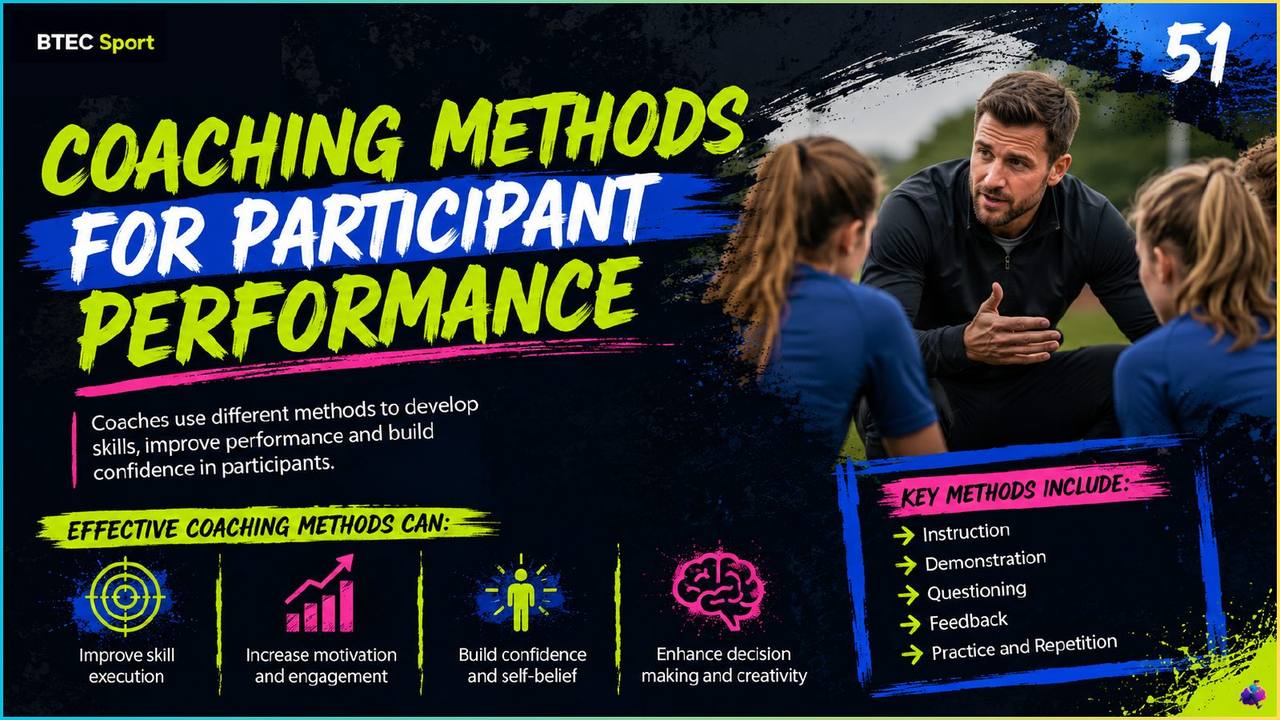 BTEC Sport
51
COACHING METHODS
FOR PARTICIPANT
PERFORMANCE
Coaches use different methods to develop
skills, improve performance and build
confidence in participants.
EFFECTIVE COACHING METHODS CAN:
Improve skill
execution
Increase motivation
and engagement
Build confidence
and self-belief
Enhance decision
making and creativity
KEY METHODS INCLUDE:
Instruction
Demonstration
Questioning
Feedback
Practice and Repetition